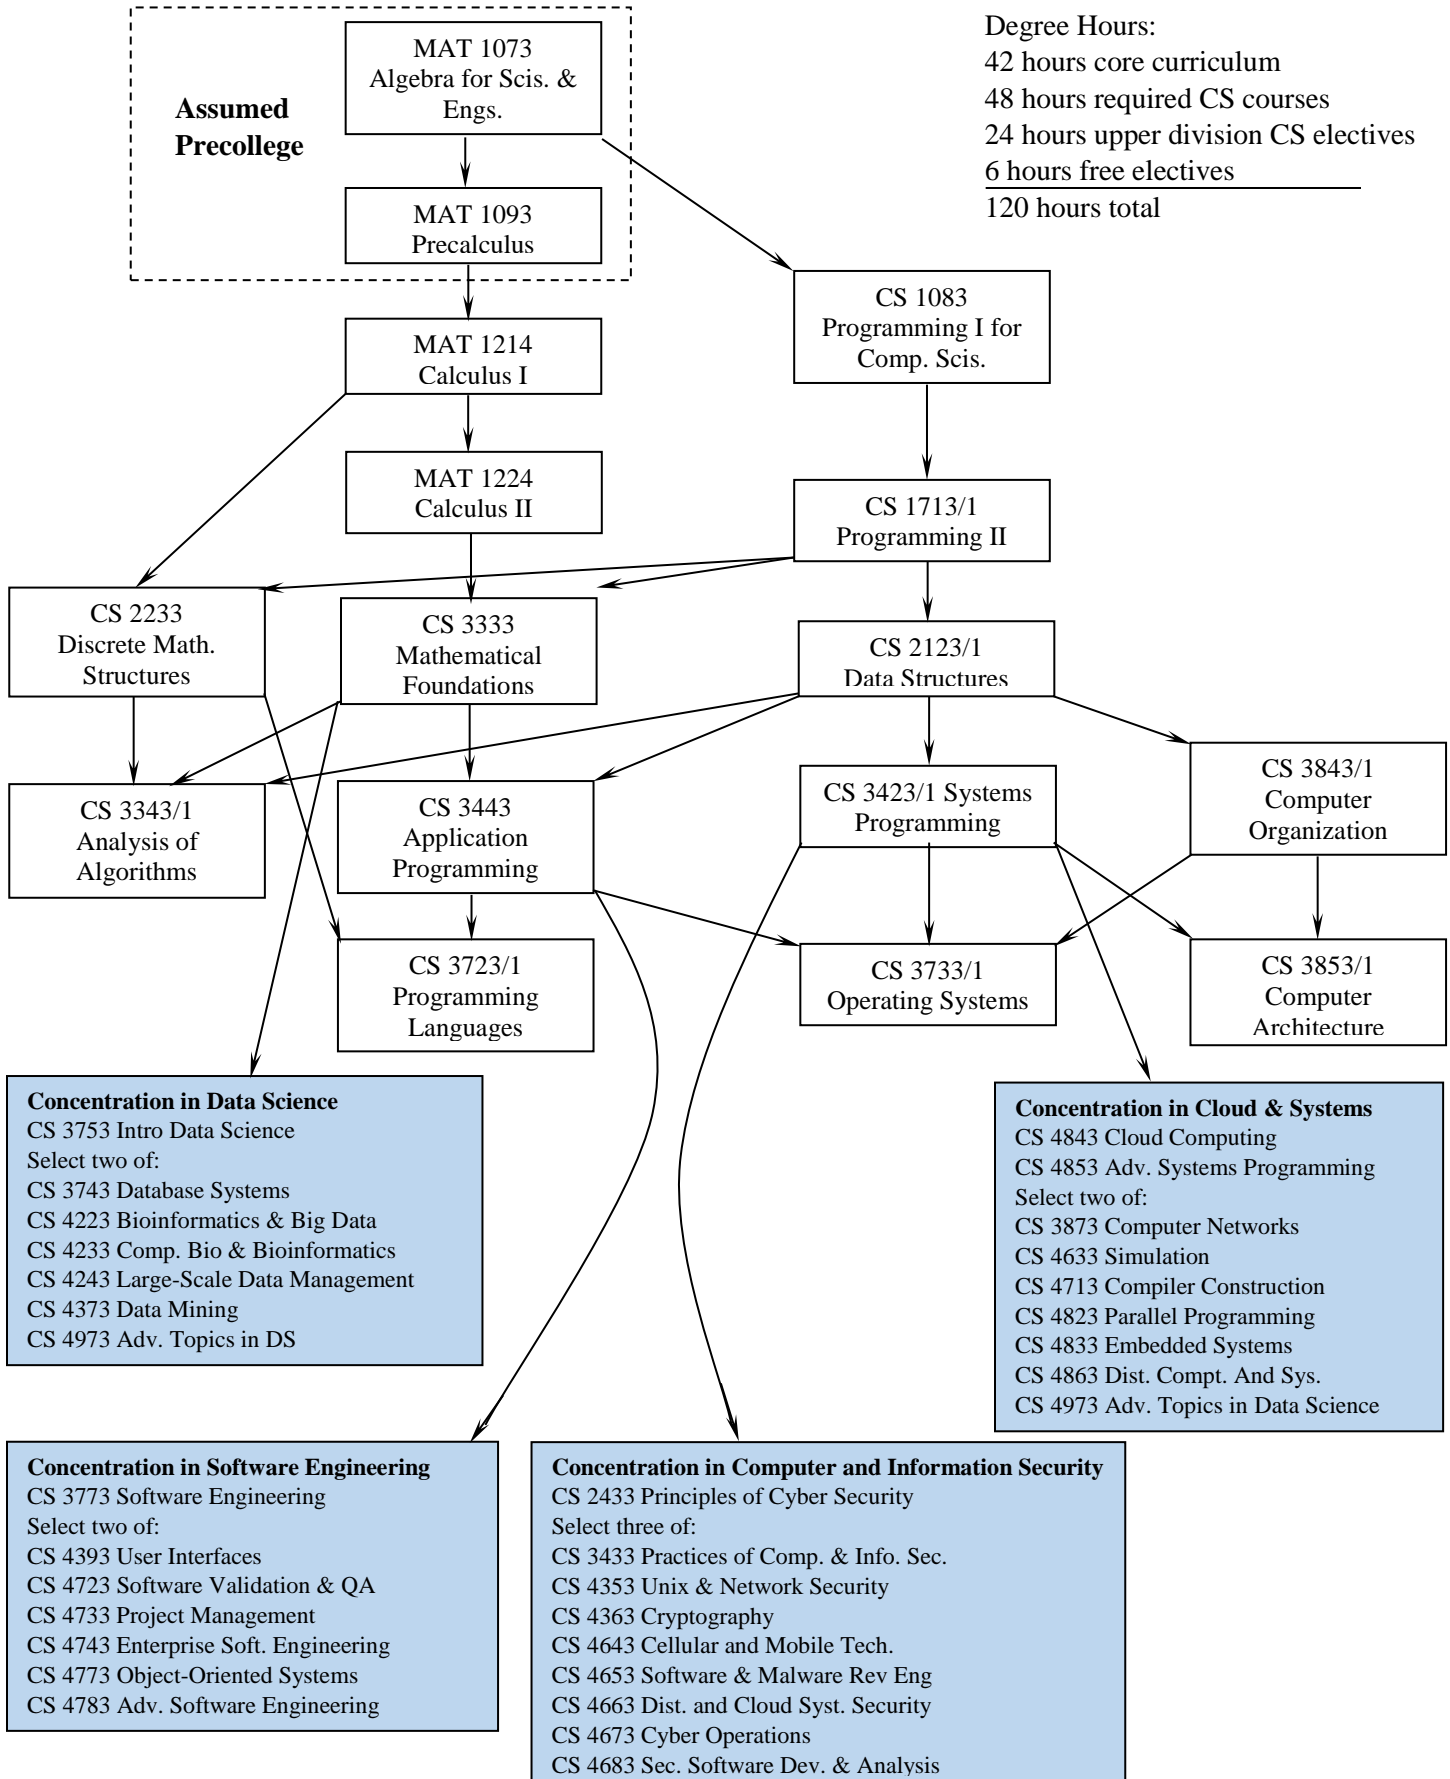 Degree Hours:
42 hours core curriculum
48 hours required CS courses
24 hours upper division CS electives
6 hours free electives
120 hours total
Assumed
Precollege
MAT 1073
Algebra for Scis. &
Engs.
MAT 1093
Precalculus
CS 1083
Programming I for
Comp. Scis.
MAT 1214
Calculus I
MAT 1224
Calculus II
CS 1713/1
Programming II
CS 2233
Discrete Math.
Structures
CS 3333
Mathematical
Foundations
CS 2123/1
Data Structures
CS 3343/1
Analysis of
Algorithms
CS 3443
Application
Programming
CS 3423/1 Systems
Programming
CS 3843/1
Computer
Organization
CS 3723/1
Programming
Languages
CS 3733/1
Operating Systems
CS 3853/1
Computer
Architecture
Concentration in Data Science
CS 3753 Intro Data Science
Select two of:
CS 3743 Database Systems
CS 4223 Bioinformatics & Big Data
CS 4233 Comp. Bio & Bioinformatics
CS 4243 Large-Scale Data Management
CS 4373 Data Mining
CS 4973 Adv. Topics in DS
Concentration in Cloud & Systems
CS 4843 Cloud Computing
CS 4853 Adv. Systems Programming
Select two of:
CS 3873 Computer Networks
CS 4633 Simulation
CS 4713 Compiler Construction
CS 4823 Parallel Programming
CS 4833 Embedded Systems
CS 4863 Dist. Compt. And Sys.
CS 4973 Adv. Topics in Data Science
Concentration in Software Engineering
CS 3773 Software Engineering
Select two of:
CS 4393 User Interfaces
CS 4723 Software Validation & QA
CS 4733 Project Management
CS 4743 Enterprise Soft. Engineering
CS 4773 Object-Oriented Systems
CS 4783 Adv. Software Engineering
Concentration in Computer and Information Security
CS 2433 Principles of Cyber Security
Select three of:
CS 3433 Practices of Comp. & Info. Sec.
CS 4353 Unix & Network Security
CS 4363 Cryptography
CS 4643 Cellular and Mobile Tech.
CS 4653 Software & Malware Rev Eng
CS 4663 Dist. and Cloud Syst. Security
CS 4673 Cyber Operations
CS 4683 Sec. Software Dev. & Analysis